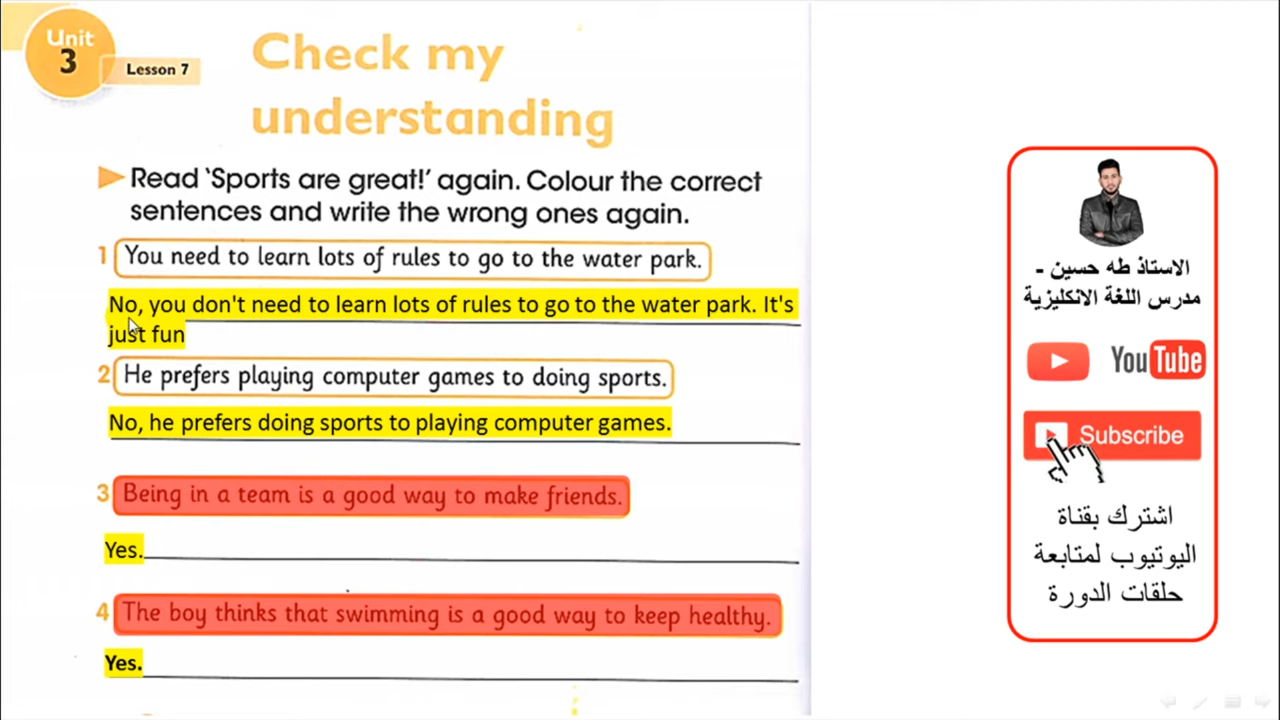 Unit
3
Lesson 7
Check my
understanding
Read 'Sports are great!' again. Colour the correct
sentences and write the wrong ones again.
1 You need to learn lots of rules to go to the water park.
No, you don't need to learn lots of rules to go to the water park. It's
just fun
2 He prefers playing computer games to doing sports.
No, he prefers doing sports to playing computer games.
3 Being in a team is a good way to make friends.
Yes.
4 The boy thinks that swimming is a good way to keep healthy.
Yes.
الاستاذ طه حسين -
مدرس اللغة الانكليزية
YouTube
Subscribe
اشترك بقناة
اليوتيوب لمتابعة
حلقات الدورة